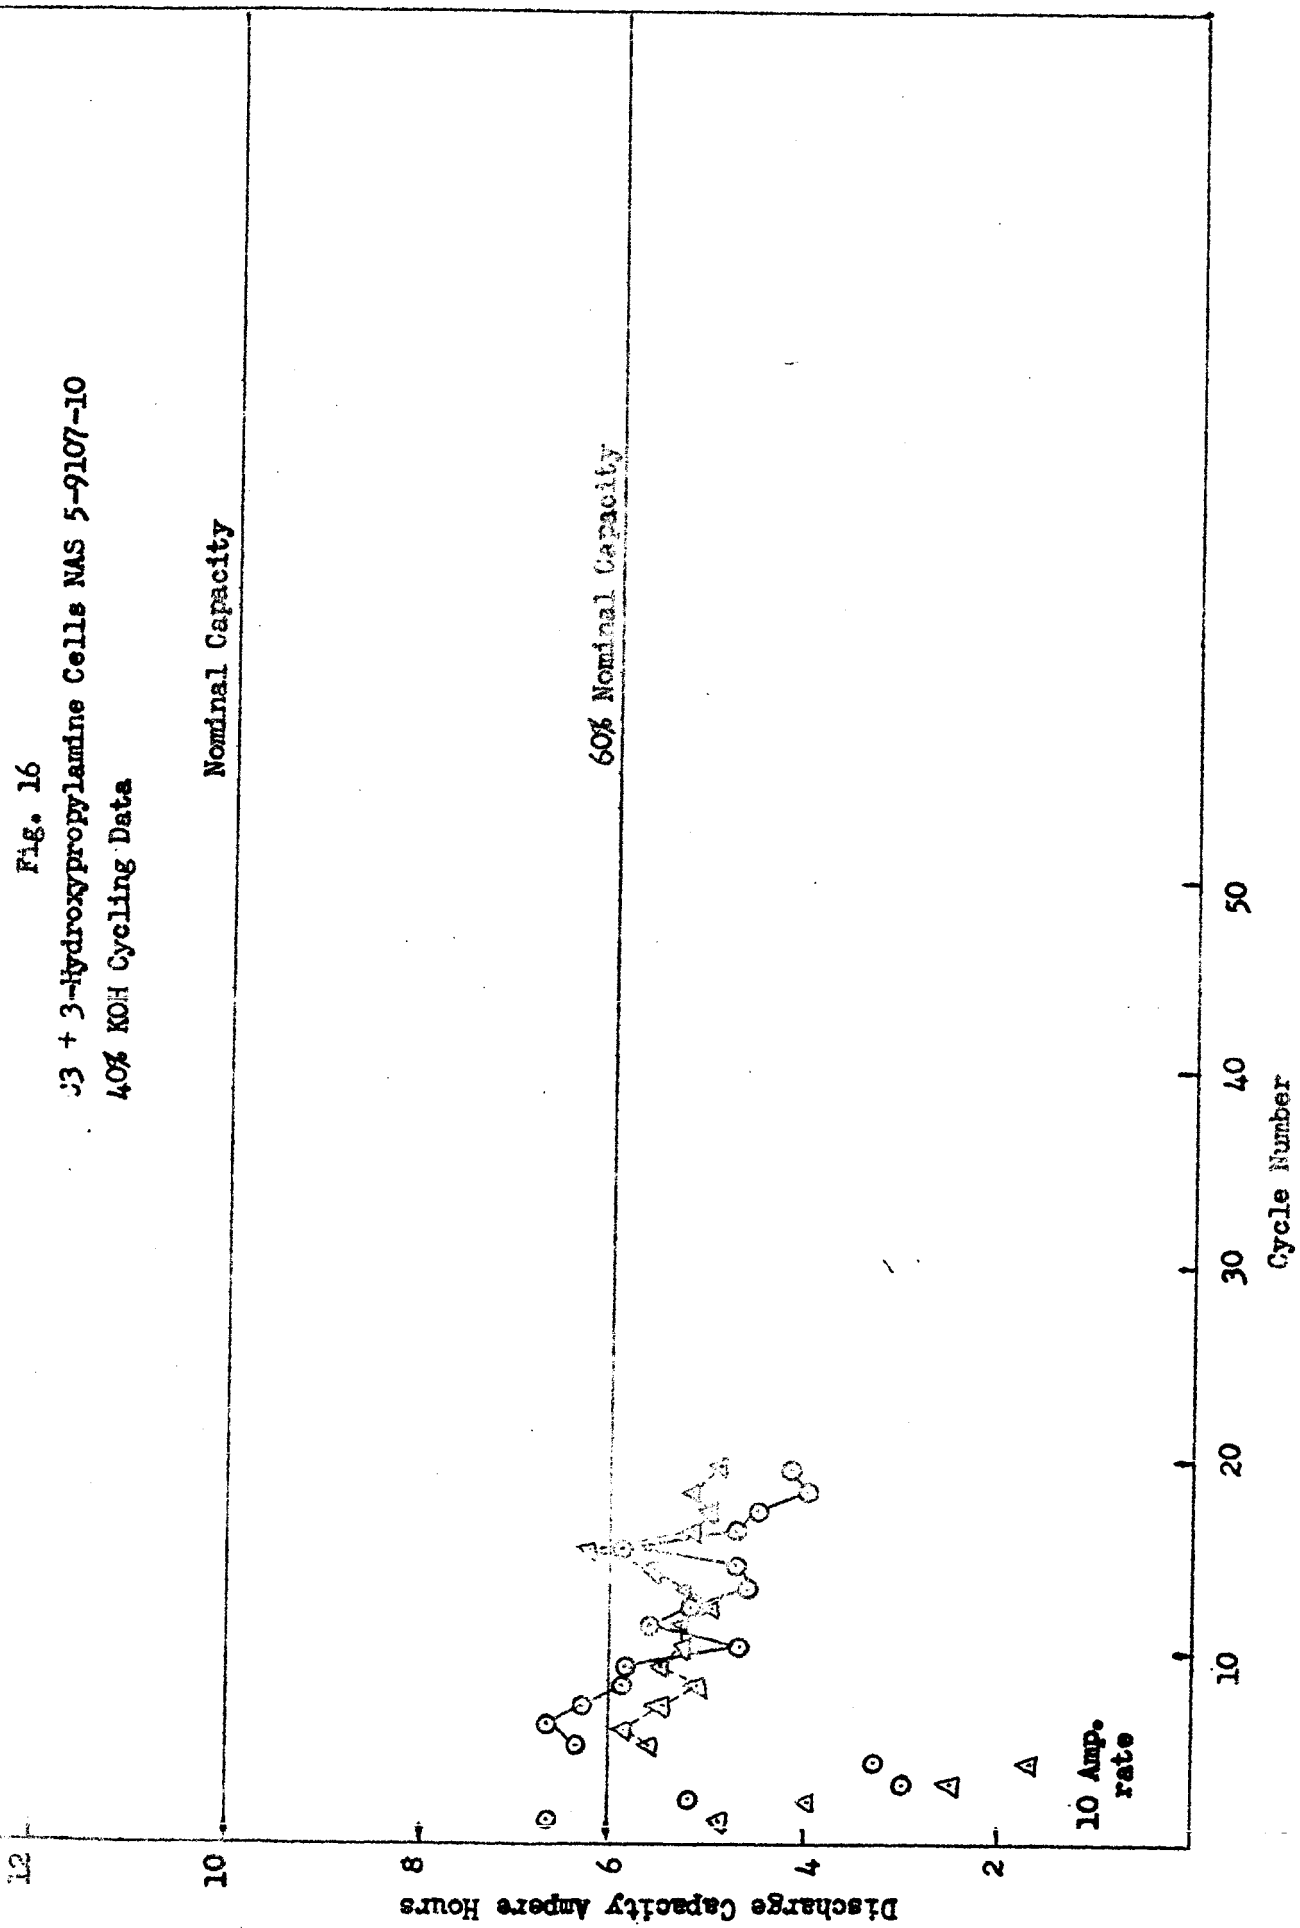 Fig. 16
3 + 3-Hydroxypropylamine Cells NAS 5-9107-10
40% KOH Cycling Data
Nominal Capacity
60% Nominal Capacity
12
10
8
6
4
2
Discharge Capacity Ampere Hours
10 Amp.
rate
10
20
30
40
50
Cycle Number